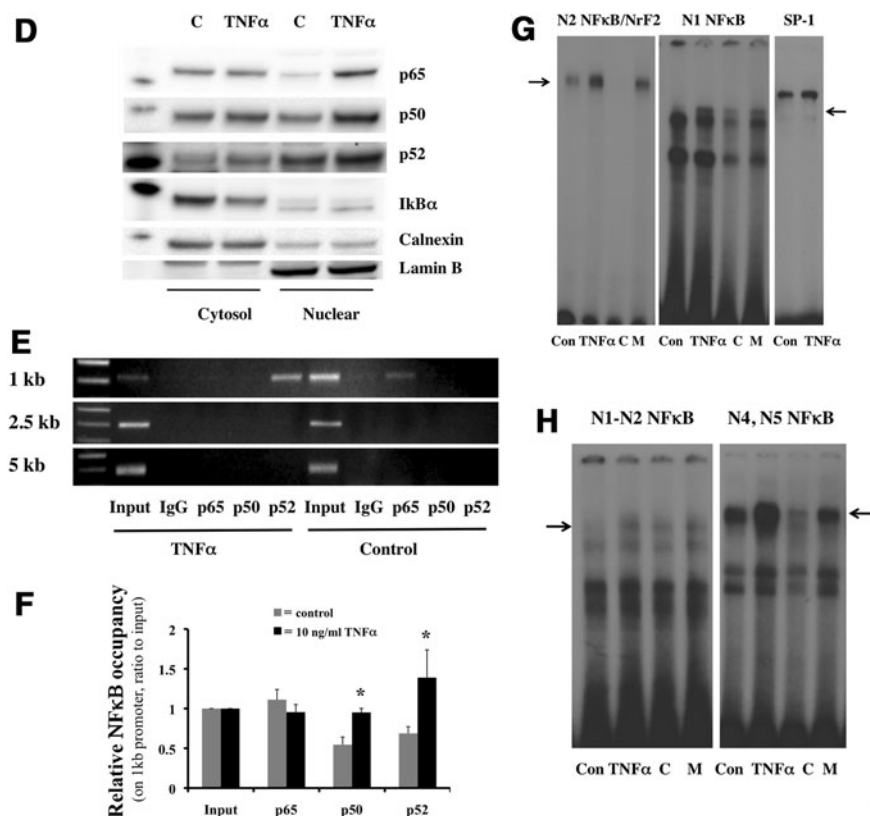 D
C TNFα C TNFα
p65
p50
p52
IkBα
Calnexin
Lamin B
Cytosol Nuclear
E
1 kb
2.5 kb
5 kb
Input IgG p65 p50 p52 Input IgG p65 p50 p52
TNFα Control
F
Relative NFκB occupancy
(on 1kb promoter, ratio to input)
= control
= 10 ng/ml TNFα
2
1.5
1
0.5
0
* *
Input p65 p50 p52
G
N2 NFκB/NrF2 N1 NFκB SP-1
Con TNFα C M Con TNFα C M Con TNFα
H
N1-N2 NFκB N4, N5 NFκB
Con TNFα C M Con TNFα C M